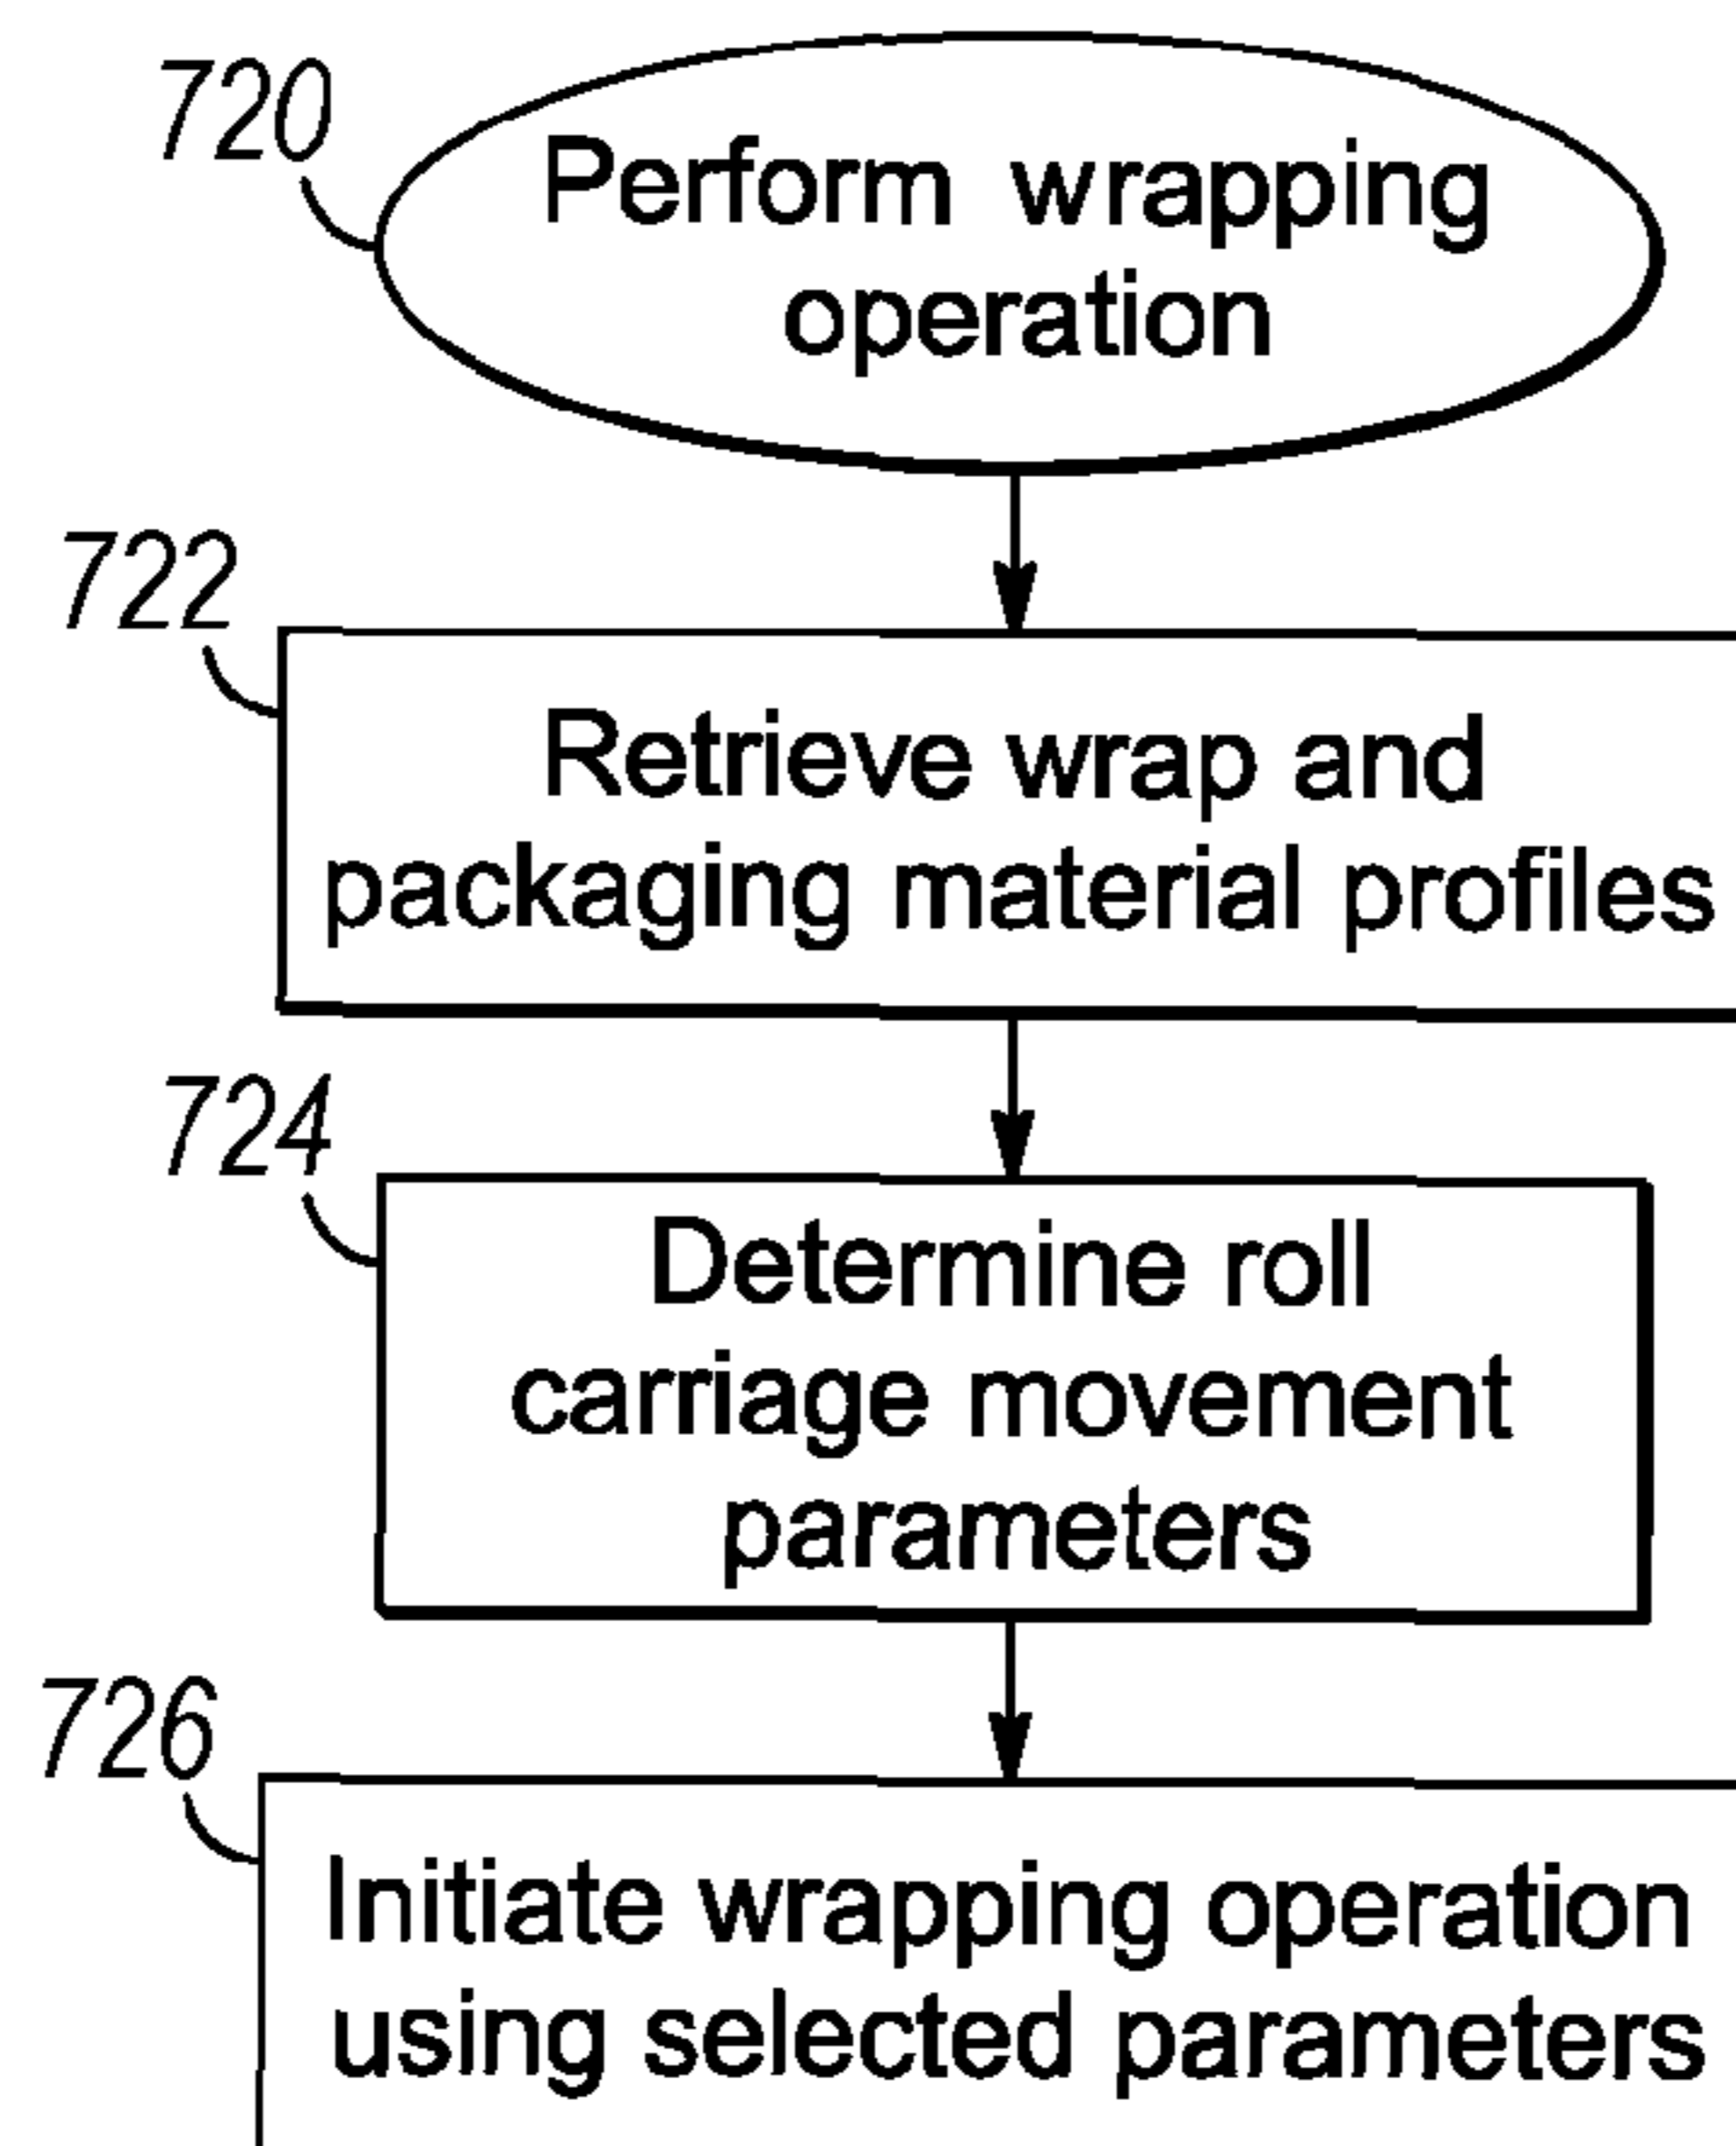 720
Perform wrapping
operation
722
Retrieve wrap and
packaging material profiles
724
Determine roll
carriage movement
parameters
726
Initiate wrapping operation
using selected parameters